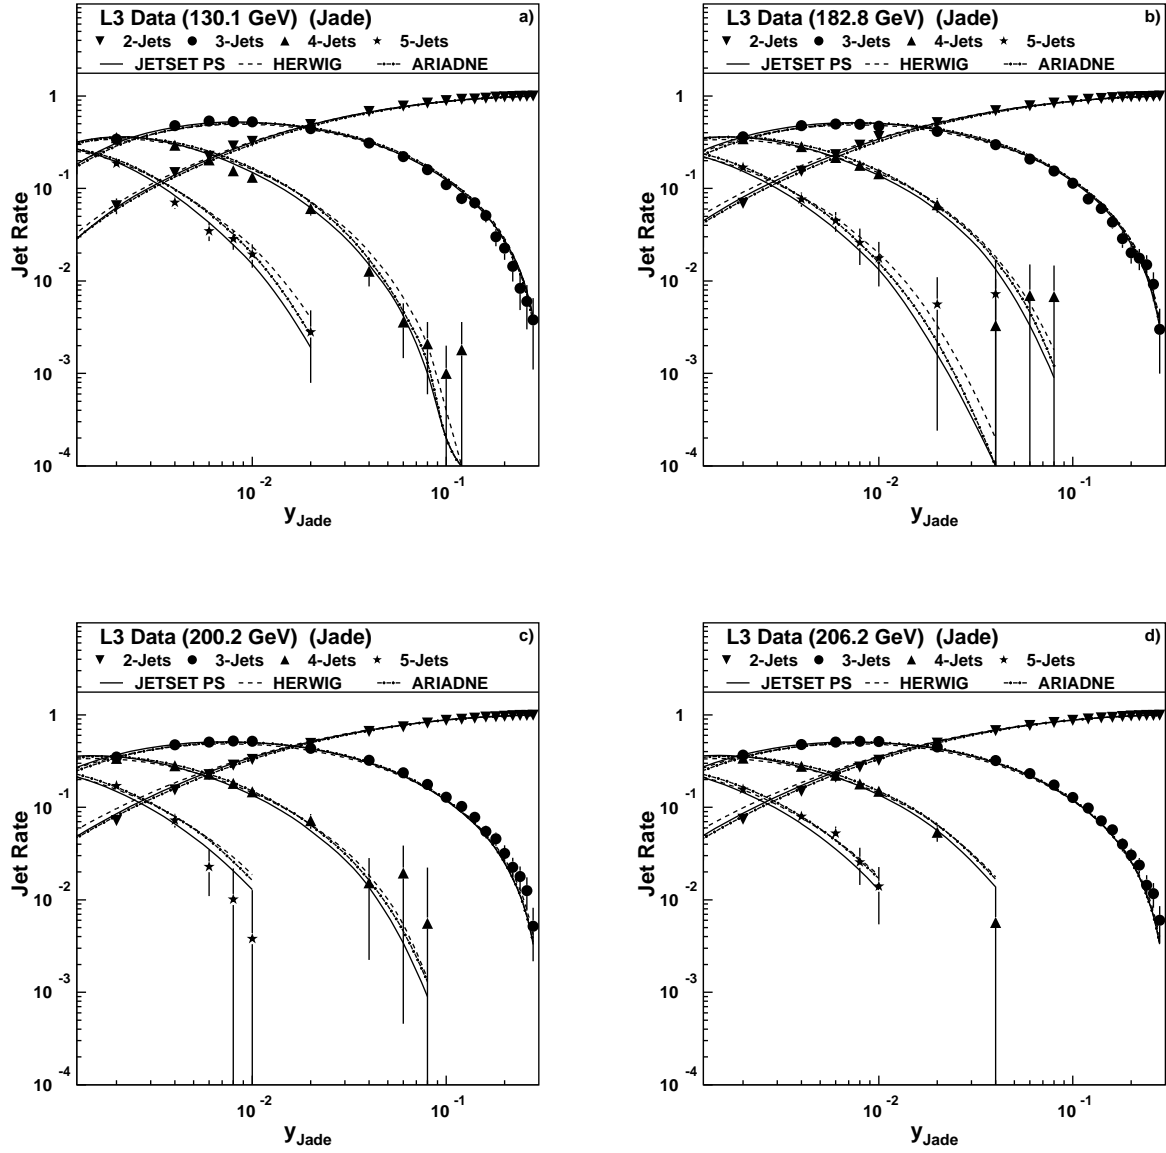 L3 Data (130.1 GeV) (Jade) a)
2-Jets 3-Jets 4-Jets 5-Jets
JETSET PS HERWIG ARIADNE
Jet Rate
1
10 -1
10 -2
10 -3
10 -4
10 -2 10 -1
yJade
L3 Data (182.8 GeV) (Jade) b)
2-Jets 3-Jets 4-Jets 5-Jets
JETSET PS HERWIG ARIADNE
Jet Rate
1
10 -1
10 -2
10 -3
10 -4
10 -2 10 -1
yJade
L3 Data (200.2 GeV) (Jade) c)
2-Jets 3-Jets 4-Jets 5-Jets
JETSET PS HERWIG ARIADNE
Jet Rate
1
10 -1
10 -2
10 -3
10 -4
10 -2 10 -1
yJade
L3 Data (206.2 GeV) (Jade) d)
2-Jets 3-Jets 4-Jets 5-Jets
JETSET PS HERWIG ARIADNE
Jet Rate
1
10 -1
10 -2
10 -3
10 -4
10 -2 10 -1
yJade